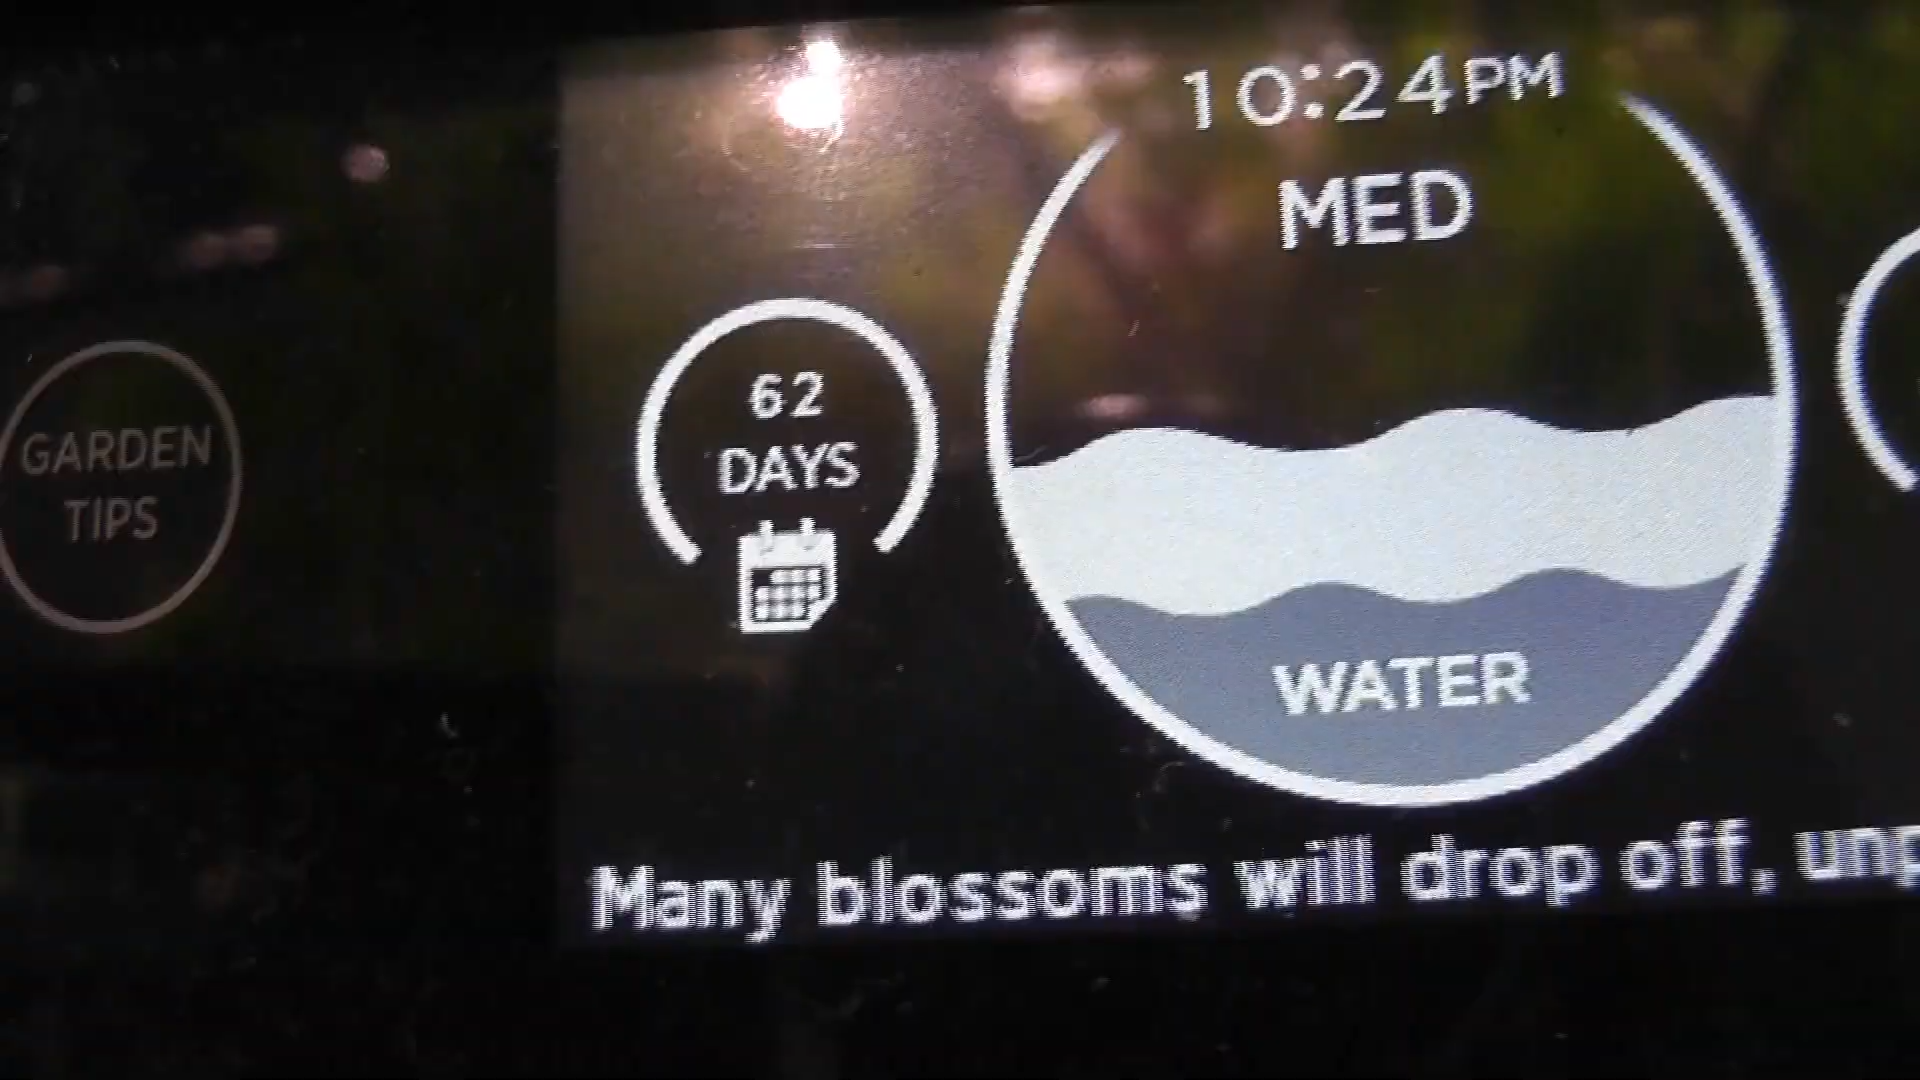 10:24PM
MED
62
DAYS
GARDEN
TIPS
WATER
Many blossoms will drop off,